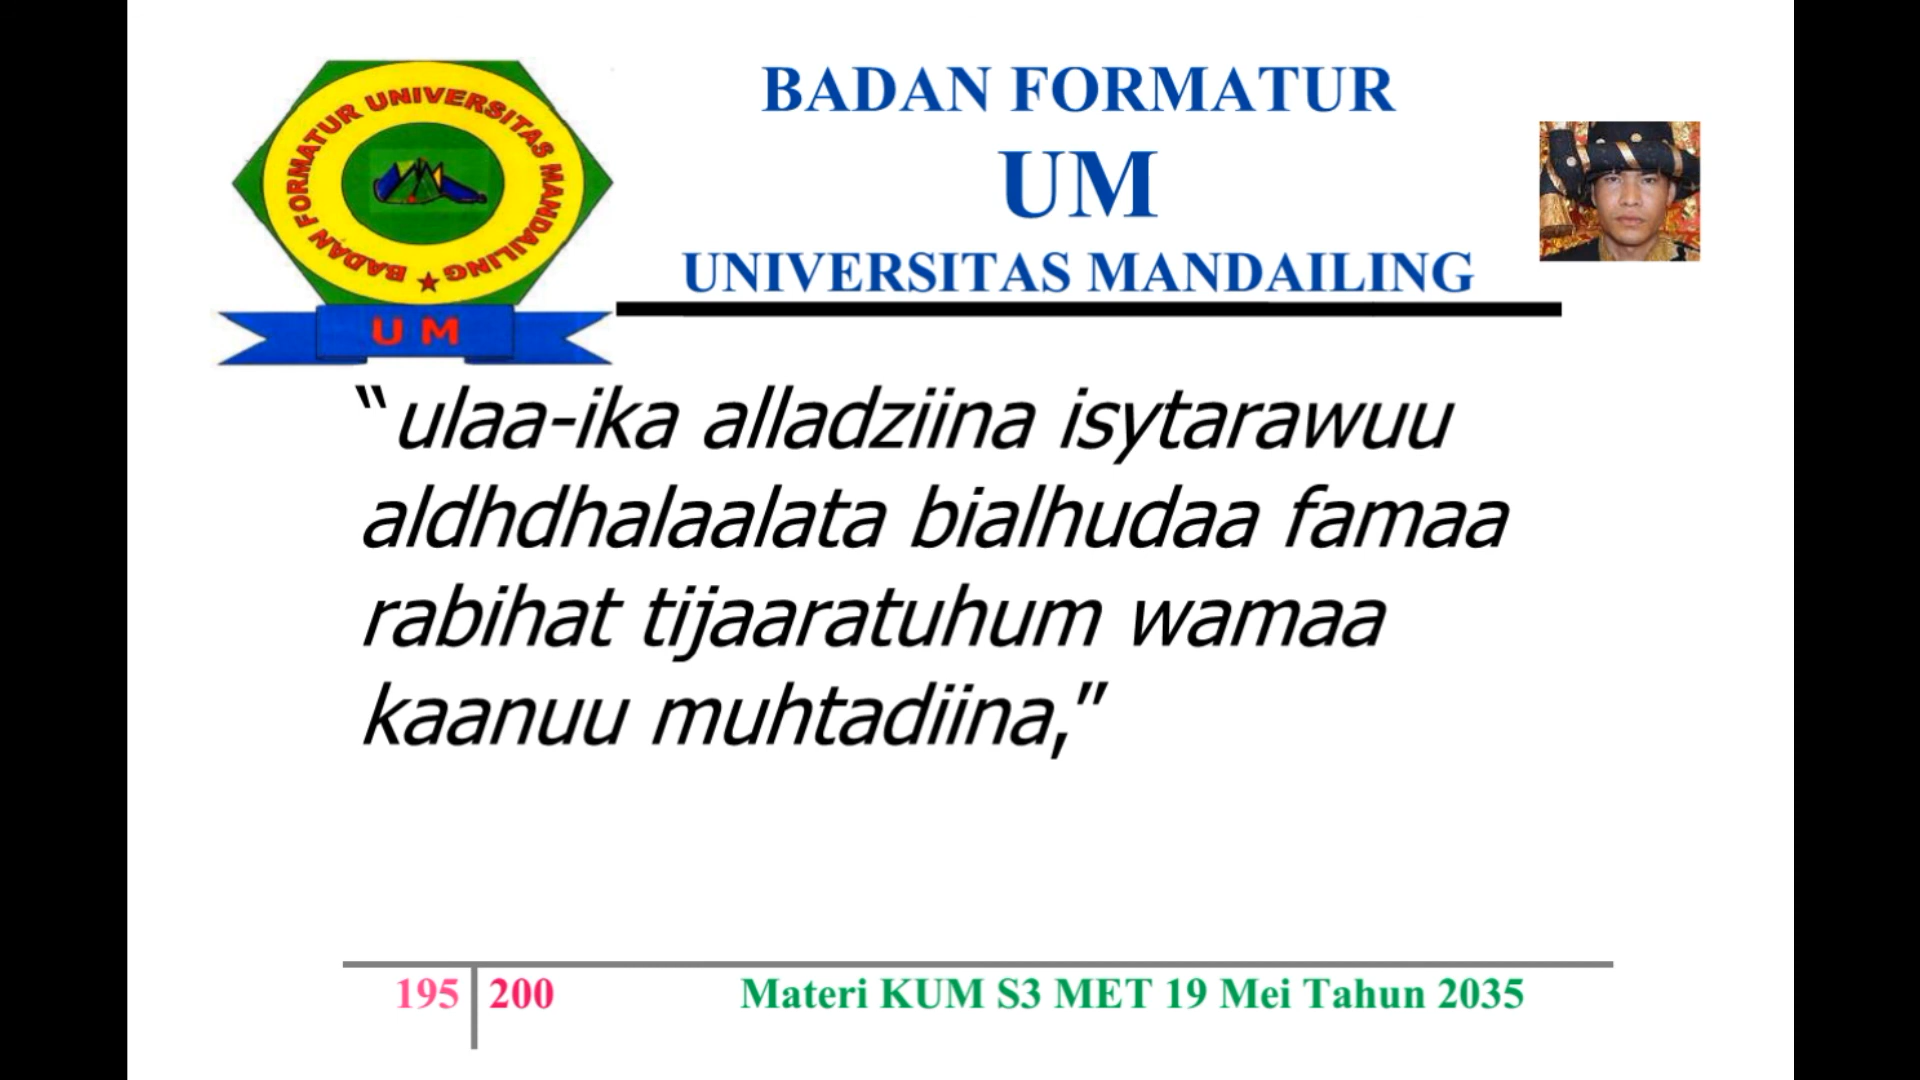 BADAN FORMATUR UNIVERSITAS MANDAILING
U M
BADAN FORMATUR
UM
UNIVERSITAS MANDAILING
“ulaa-ika alladziina isytarawuu
aldhdhalaalata bialhudaa famaa
rabihat tijaaratuhum wamaa
kaanuu muhtadiina,”
195 200 Materi KUM S3 MET 19 Mei Tahun 2035